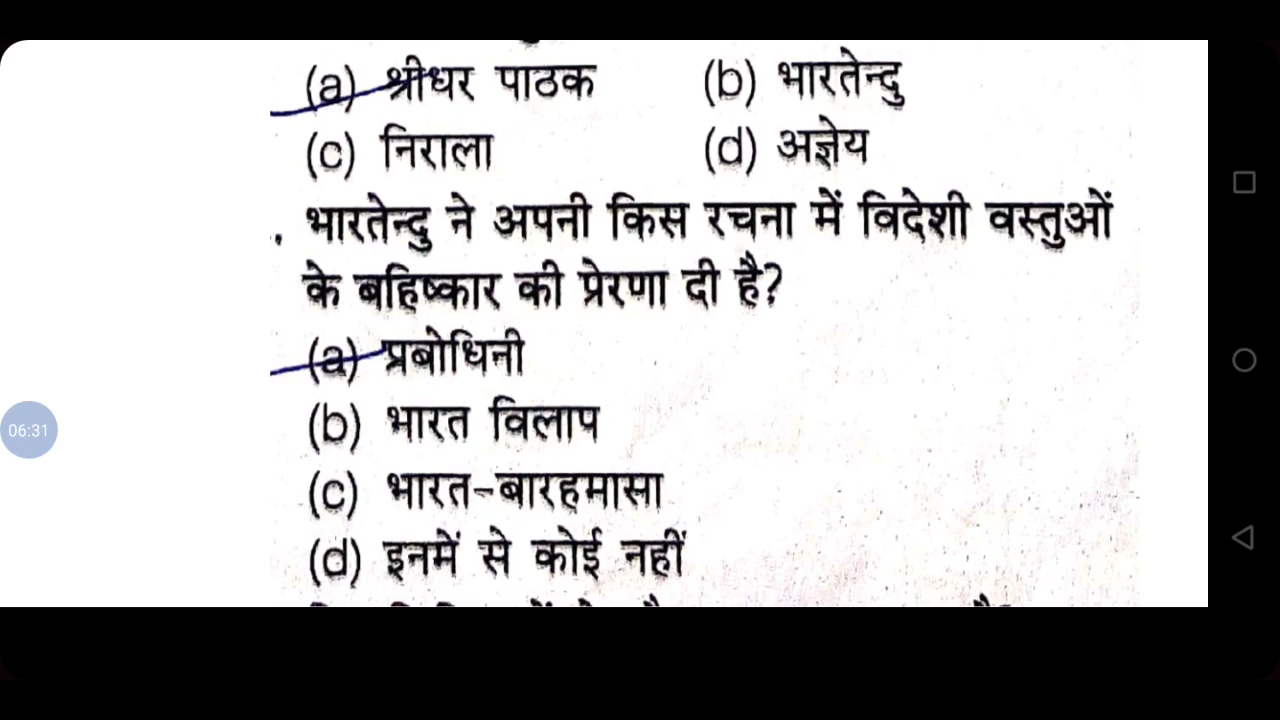 (a) श्रीधर पाठक (b) भारतेन्दु
(c) निराला (d) अज्ञेय
. भारतेन्दु ने अपनी किस रचना में विदेशी वस्तुओं
के बहिष्कार की प्रेरणा दी है?
(a) प्रबोधिनी
(b) भारत विलाप
(c) भारत-बारहमासा
(d) इनमें से कोई नहीं
06:31